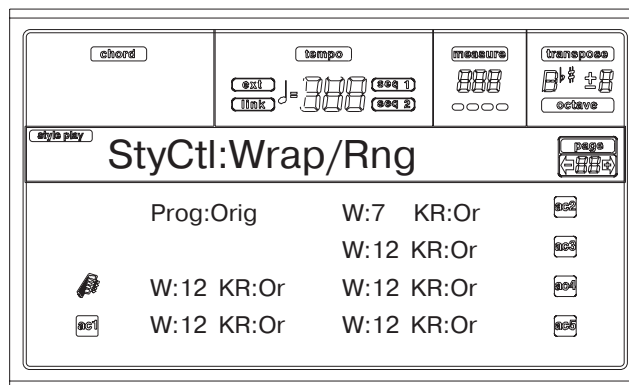 chord tempo measure transpose
ext seq 1
link seq 2
octave
style play
StyCtl:Wrap/Rng
page
Prog:Orig W:7 KR:Or ac2
W:12 KR:Or ac3
W:12 KR:Or W:12 KR:Or ac4
ac1 W:12 KR:Or W:12 KR:Or ac5